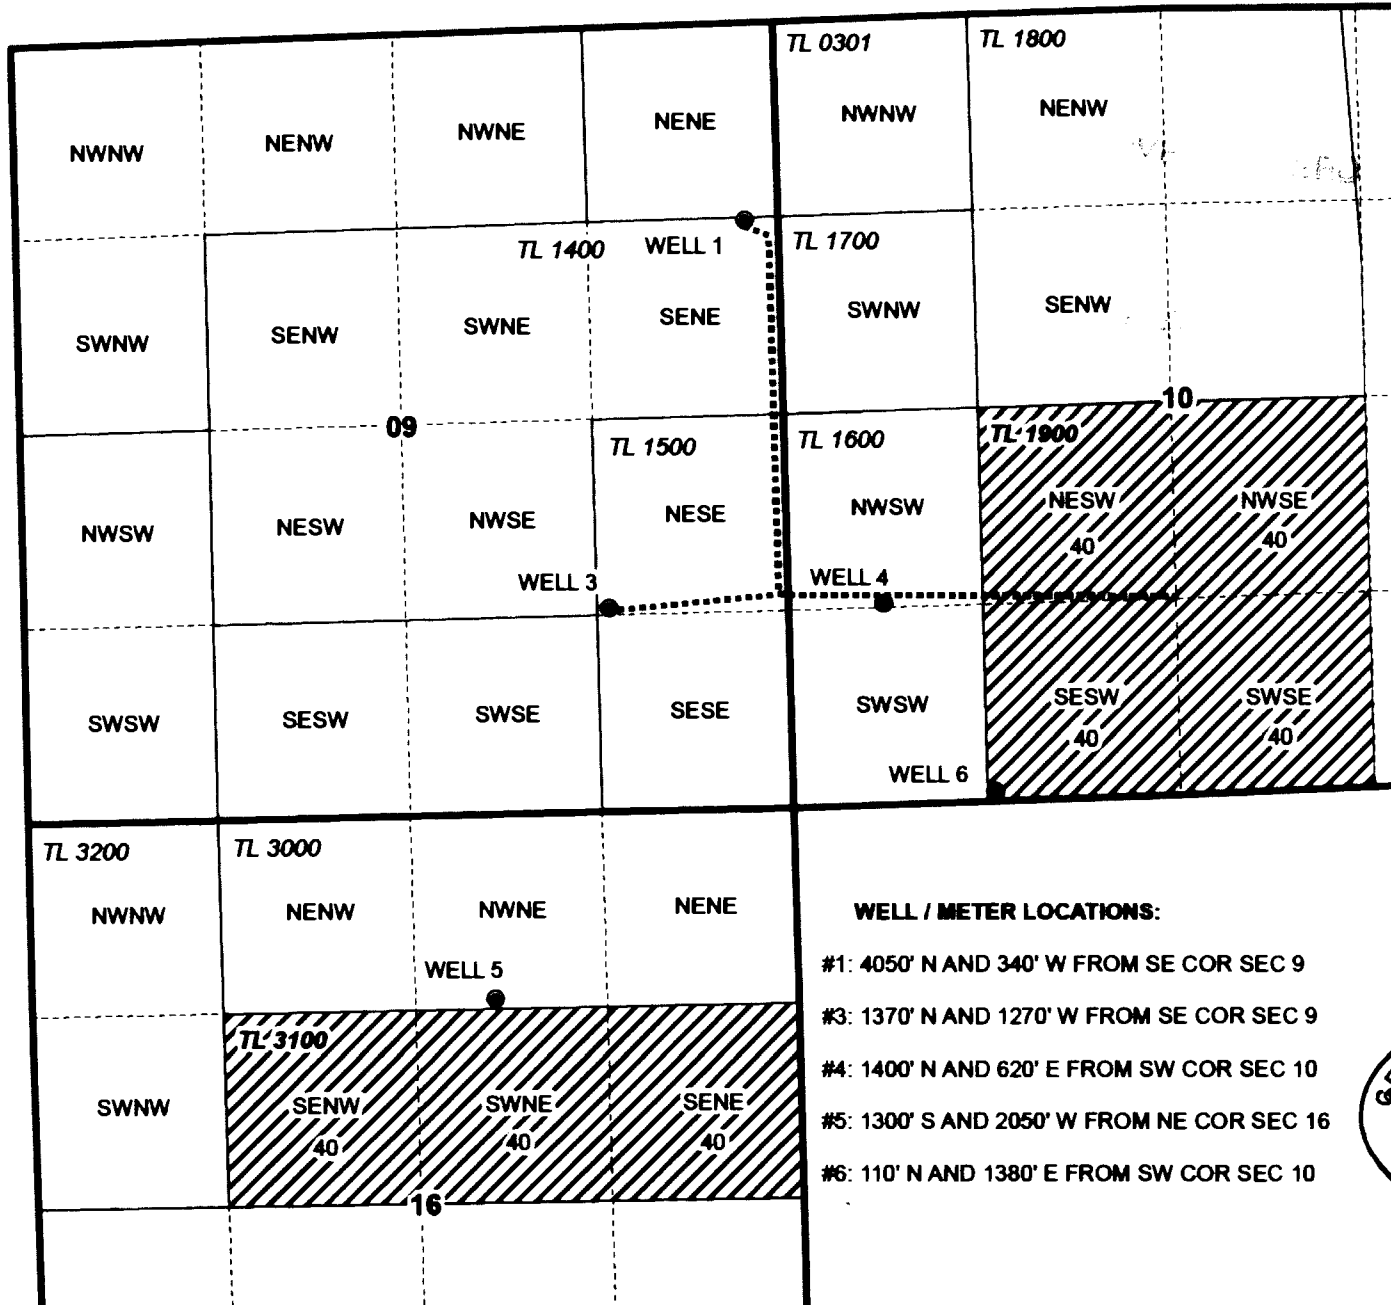 TL 0301
TL 1800
NWNW
NENW
NWNE
NENE
NWNW
NENW
TL 1400
WELL 1
TL 1700
SWNW
SENW
SWNE
SENE
SWNW
SENW
09
10
TL 1500
TL 1600
TL 1900
NWSW
NESW
NWSE
NESE
NWSW
NESW
40
NWSE
40
WELL 3
WELL 4
SWSW
SESW
SWSE
SESE
SWSW
SESW
40
SWSE
40
WELL 6
TL 3200
TL 3000
NWNW
NENW
NWNE
NENE
WELL 5
TL 3100
SWNW
SENW
40
SWNE
40
SENE
40
16
WELL / METER LOCATIONS:
#1: 4050' N AND 340' W FROM SE COR SEC 9
#3: 1370' N AND 1270' W FROM SE COR SEC 9
#4: 1400' N AND 620' E FROM SW COR SEC 10
#5: 1300' S AND 2050' W FROM NE COR SEC 16
#6: 110' N AND 1380' E FROM SW COR SEC 10